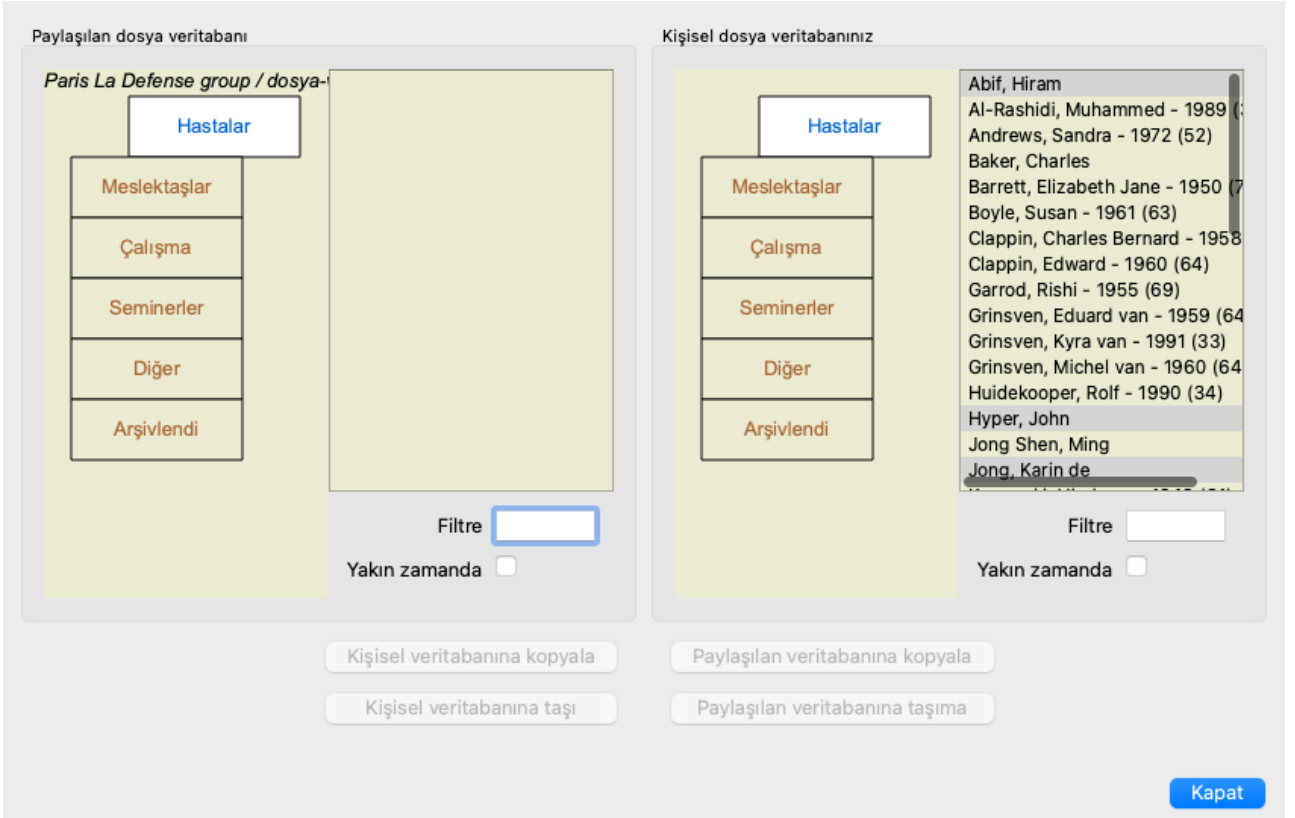 Paylaşılan dosya veritabanı
Paris La Defense group / dosya-
Hastalar
Meslektaşlar
Çalışma
Seminerler
Diğer
Arşivlendi
Filtre
Yakın zamanda
Kişisel dosya veritabanınız
Hastalar
Meslektaşlar
Çalışma
Seminerler
Diğer
Arşivlendi
Abif, Hiram
Al-Rashidi, Muhammed - 1989 (
Andrews, Sandra - 1972 (52)
Baker, Charles
Barrett, Elizabeth Jane - 1950 (7
Boyle, Susan - 1961 (63)
Clappin, Charles Bernard - 1958
Clappin, Edward - 1960 (64)
Garrod, Rishi - 1955 (69)
Grinsven, Eduard van - 1959 (64
Grinsven, Kyra van - 1991 (33)
Grinsven, Michel van - 1960 (64
Huidekooper, Rolf - 1990 (34)
Hyper, John
Jong Shen, Ming
Jong, Karin de
Filtre
Yakın zamanda
Kişisel veritabanına kopyala
Paylaşılan veritabanına kopyala
Kişisel veritabanına taşı
Paylaşılan veritabanına taşıma
Kapat